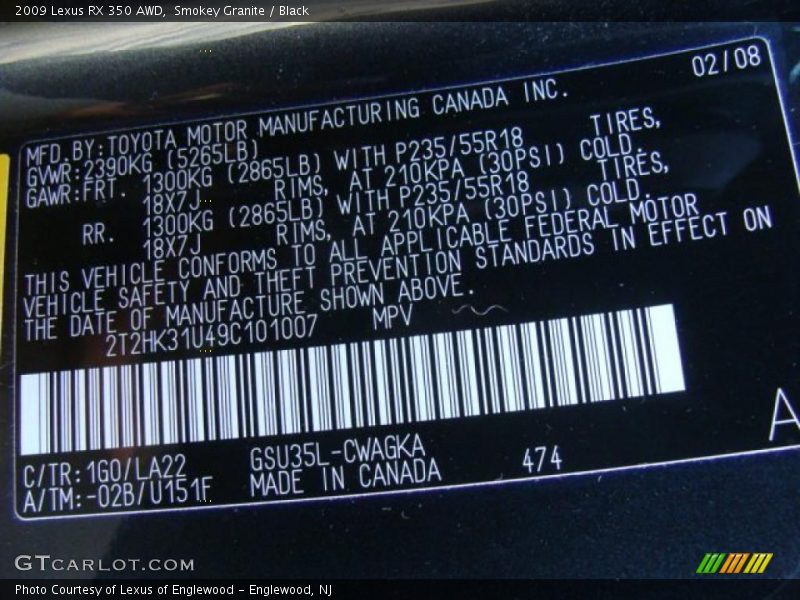 2009 Lexus RX 350 AWD, Smokey Granite / Black
02/08
MFD.BY:TOYOTA MOTOR MANUFACTURING CANADA INC.
GVWR:2390KG (5265LB)
GAWR:FRT. 1300KG (2865LB) WITH P235/55R18 TIRES,
18X7J RIMS, AT 210KPA (30PSI) COLD.
RR. 1300KG (2865LB) WITH P235/55R18 TIRES,
18X7J RIMS, AT 210KPA (30PSI) COLD.
THIS VEHICLE CONFORMS TO ALL APPLICABLE FEDERAL MOTOR
VEHICLE SAFETY AND THEFT PREVENTION STANDARDS IN EFFECT ON
THE DATE OF MANUFACTURE SHOWN ABOVE.
2T2HK31U49C101007 MPV
A
C/TR:1G0/LA22 GSU35L-CWAGKA 474
A/TM:-02B/U151F MADE IN CANADA
GTCARLOT.COM
Photo Courtesy of Lexus of Englewood - Englewood, NJ